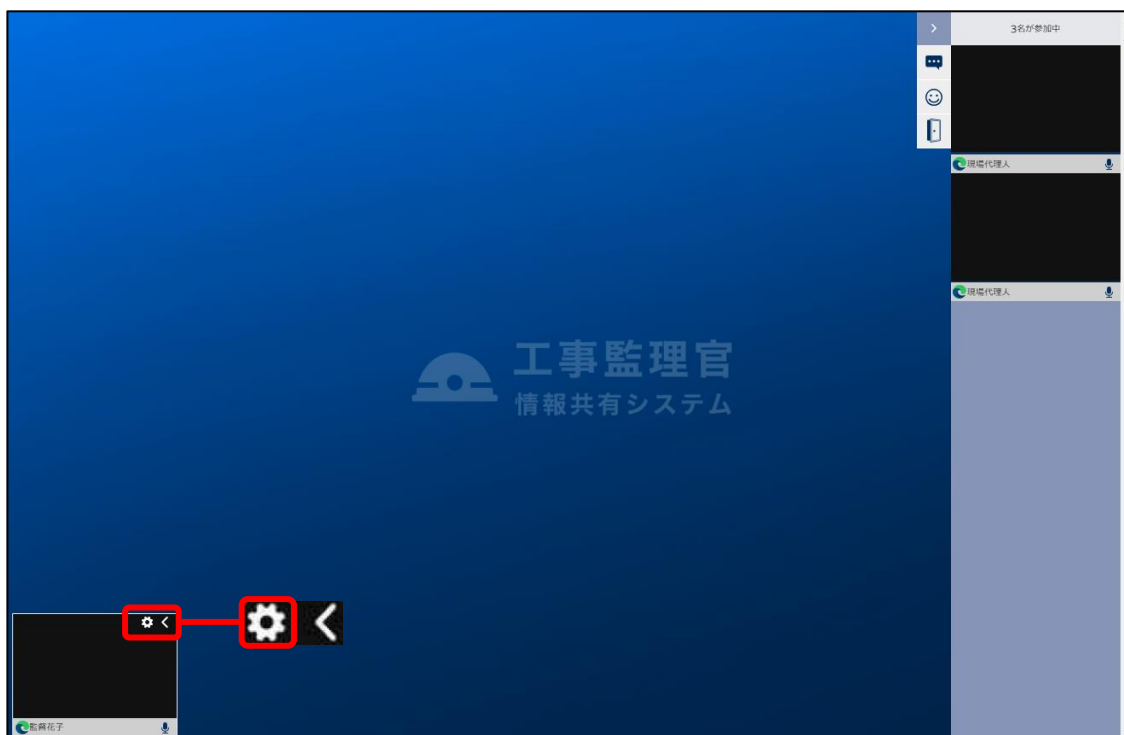 3名が参加中
現場代理人
現場代理人
工事監理官
情報共有システム
監督花子